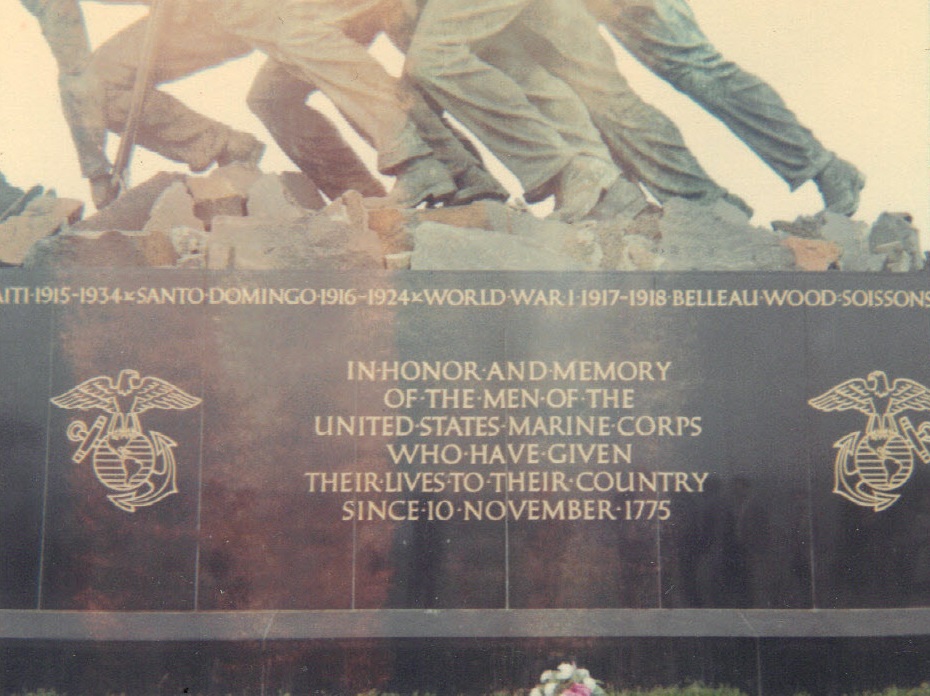 AITI·1915-1934★SANTO·DOMINGO·1916-1924★WORLD·WAR·I·1917-1918·BELLEAU·WOOD·SOISSONS
IN·HONOR·AND·MEMORY
OF·THE·MEN·OF·THE
UNITED·STATES·MARINE·CORPS
WHO·HAVE·GIVEN
THEIR·LIVES·TO·THEIR·COUNTRY
SINCE·10·NOVEMBER·1775